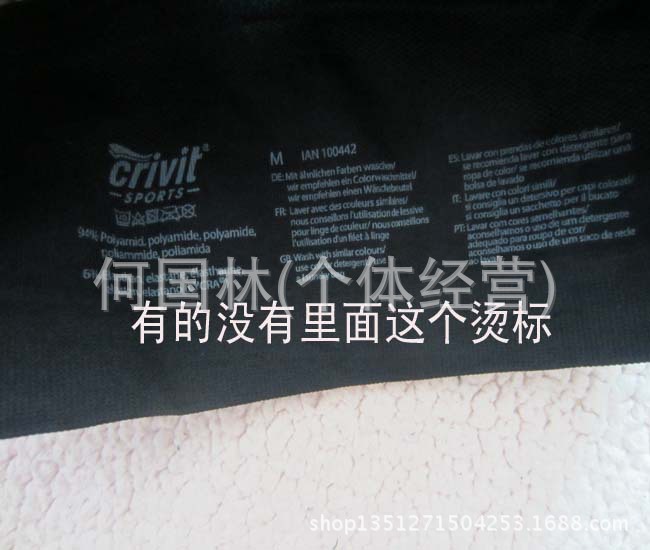 crivit®
SPORTS
94% Polyamid, polyamide, polyamide,
poliammide, poliamida
6%
M IAN 100442
DE: Mit ähnlichen Farben waschen/
wir empfehlen ein Colorwaschmittel/
wir empfehlen einen Wäschebeutel
FR: Laver avec des couleurs similaires/
nous conseillons l'utilisation de lessive
pour linge de couleur/ nous conseillons
l'utilisation d'un filet à linge
GB: Wash with similar colours/
use colour detergent/
ES: Lavar con prendas de colores similares/
se recomienda lavar con detergente para
ropa de color/ se recomienda utilizar una
bolsa de lavado
IT: Lavare con colori simili/
si consiglia un detersivo per capi colorati/
si consiglia un sacchetto per il bucato
PT: Lavar com cores semelhantes/
aconselhamos o uso de um detergente
adequado para roupa de cor/
aconselhamos o uso de um saco de rede
何国林(个体经营)
有的没有里面这个烫标
shop1351271504253.1688.com